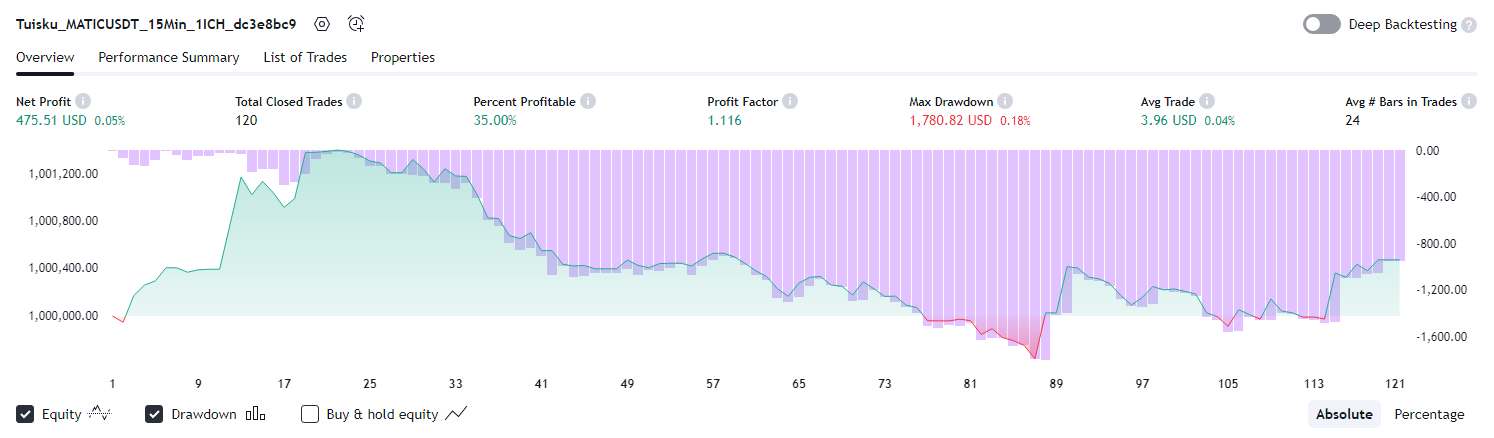 Tuisku_MATICUSDT_15Min_1ICH_dc3e8bc9
Deep Backtesting ?
Overview Performance Summary List of Trades Properties
Net Profit Total Closed Trades Percent Profitable Profit Factor Max Drawdown Avg Trade Avg # Bars in Trades
475.51 USD 0.05% 120 35.00% 1.116 1,780.82 USD 0.18% 3.96 USD 0.04% 24
0.00
1,001,200.00
-400.00
1,000,800.00
-800.00
1,000,400.00
-1,200.00
1,000,000.00
-1,600.00
1 9 17 25 33 41 49 57 65 73 81 89 97 105 113 121
Equity Drawdown Buy & hold equity Absolute Percentage